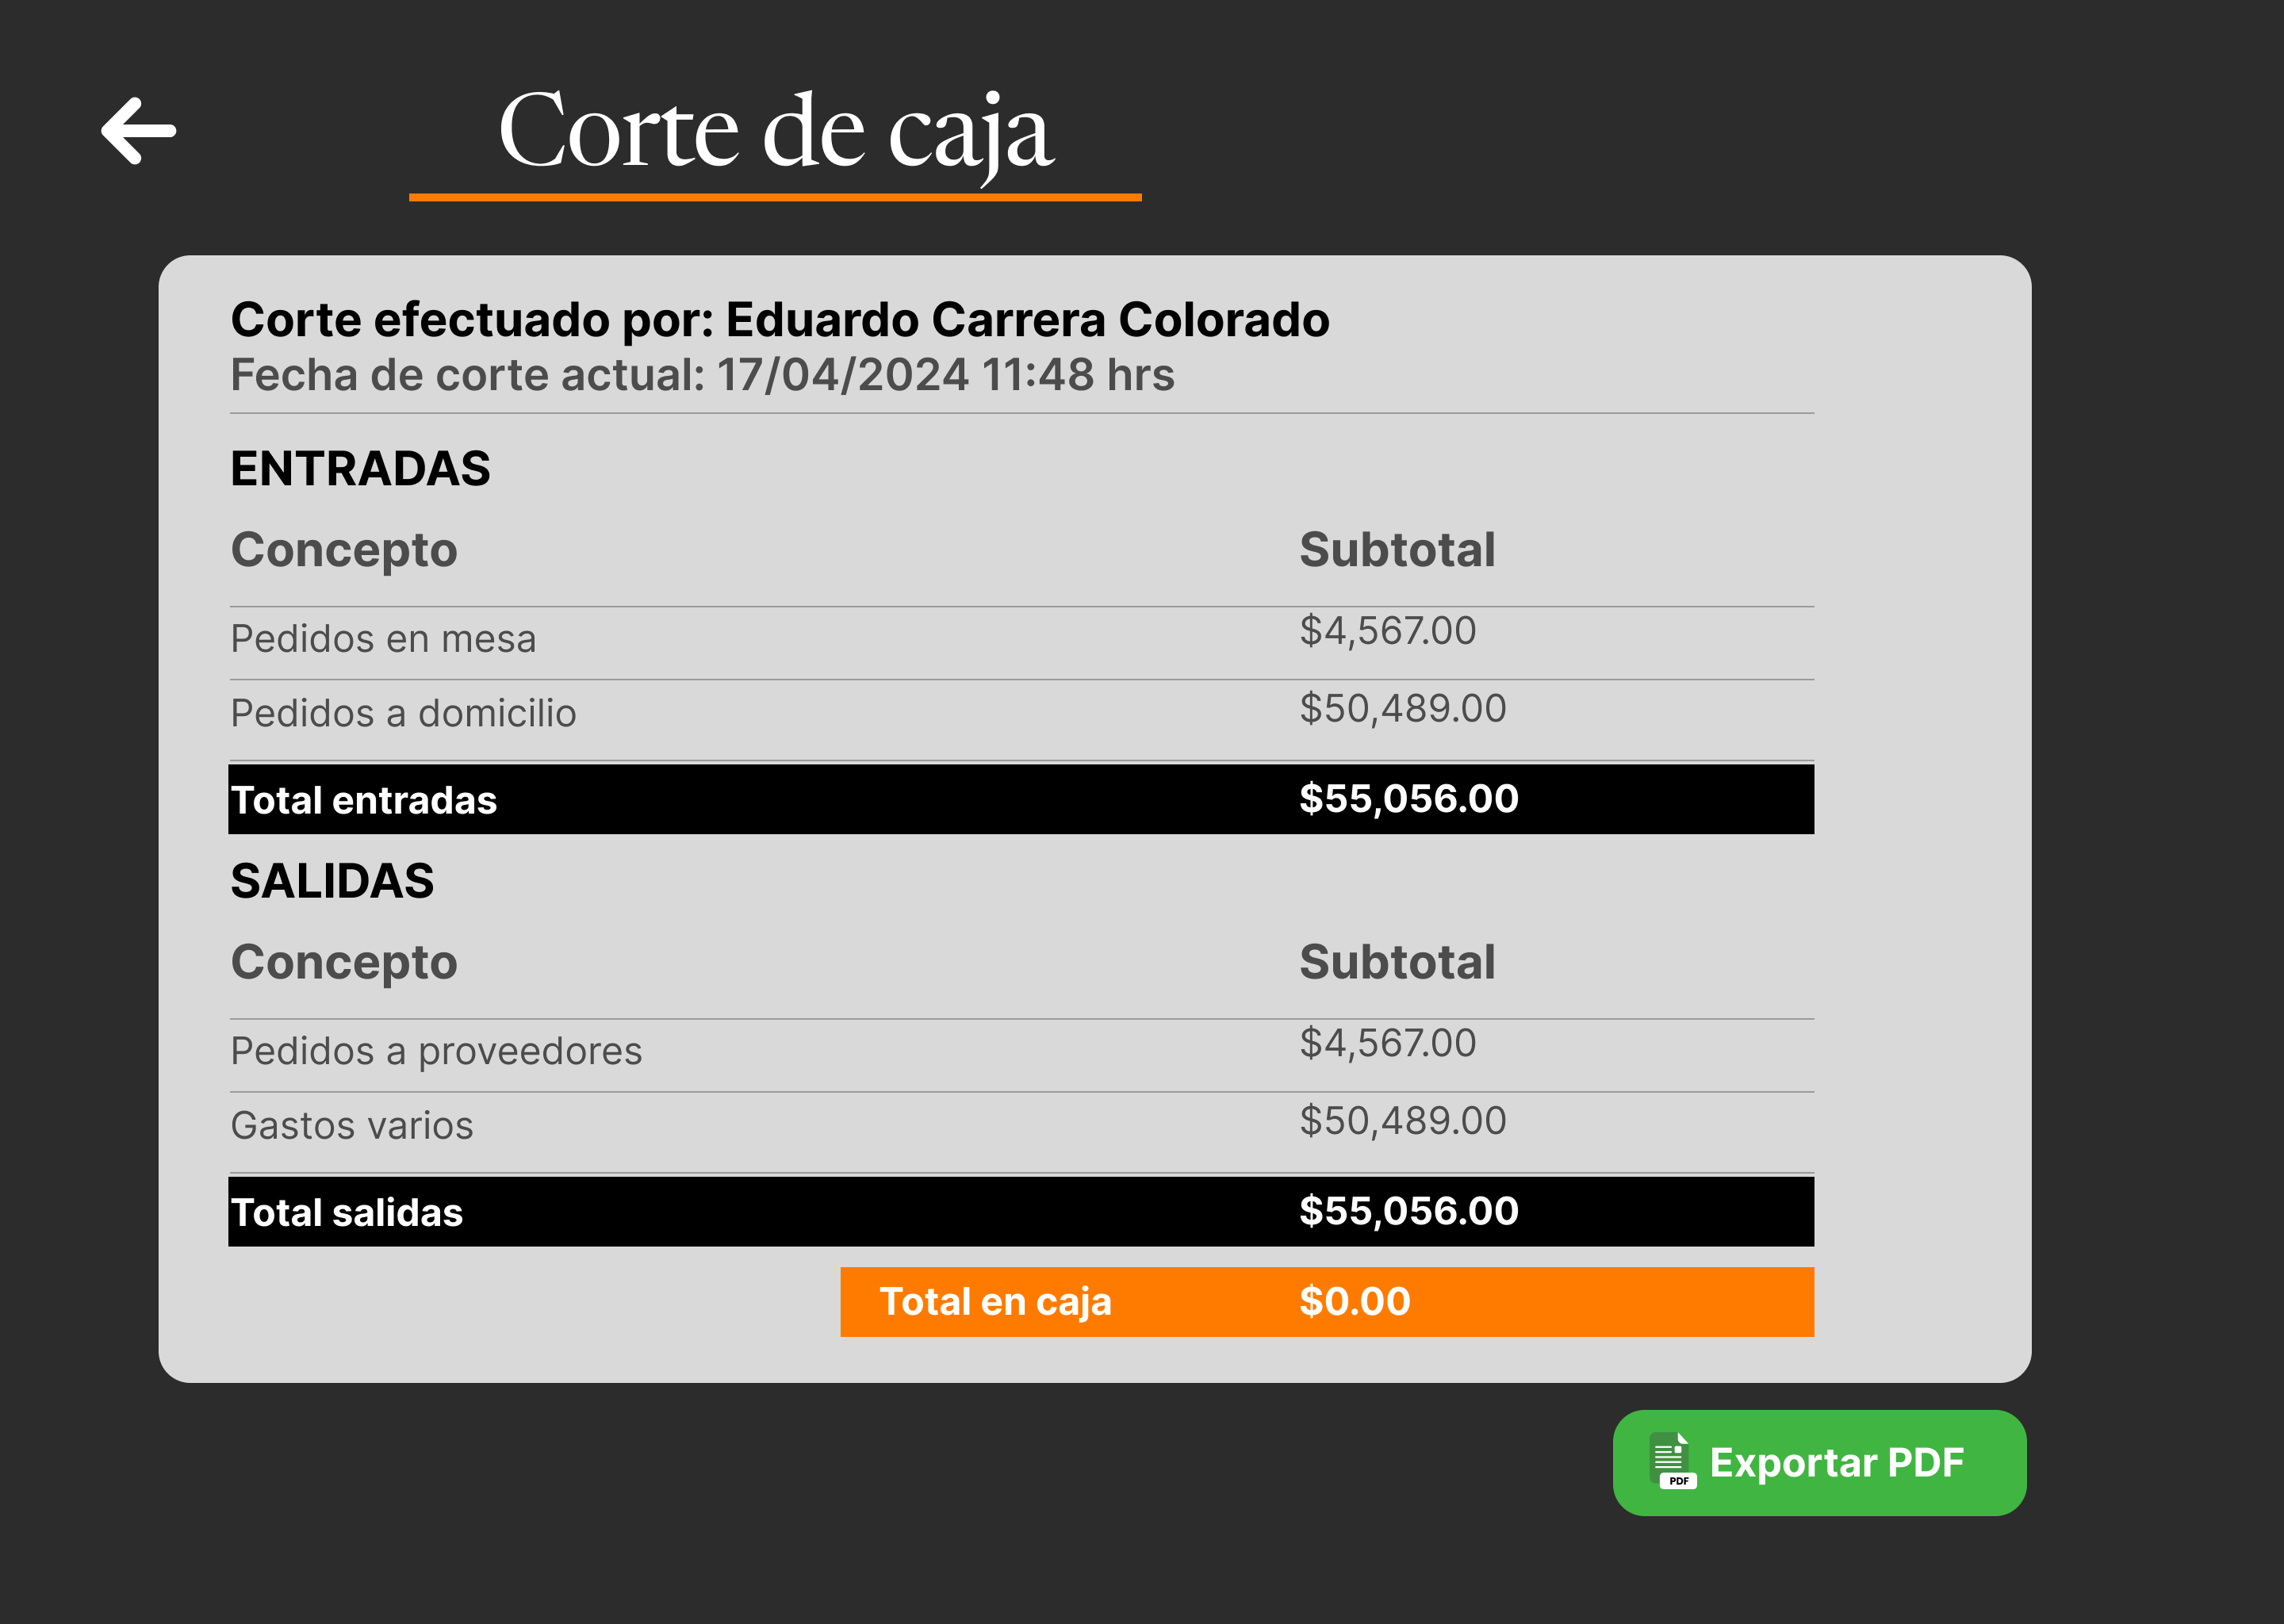 Corte de caja
Corte efectuado por: Eduardo Carrera Colorado
Fecha de corte actual: 17/04/2024 11:48 hrs
ENTRADAS
Concepto Subtotal
Pedidos en mesa $4,567.00
Pedidos a domicilio $50,489.00
Total entradas $55,056.00
SALIDAS
Concepto Subtotal
Pedidos a proveedores $4,567.00
Gastos varios $50,489.00
Total salidas $55,056.00
Total en caja $0.00
PDF Exportar PDF